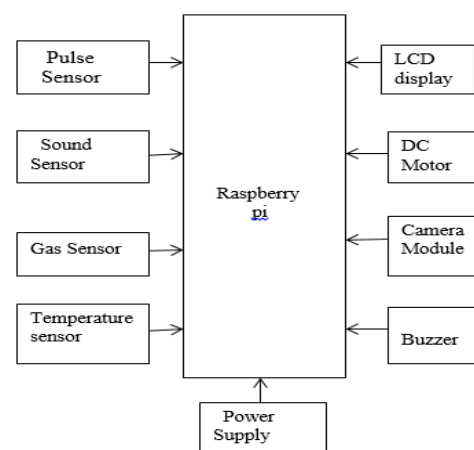 Pulse
Sensor
Sound
Sensor
Gas Sensor
Temperature
sensor
Raspberry
pi
LCD
display
DC
Motor
Camera
Module
Buzzer
Power
Supply